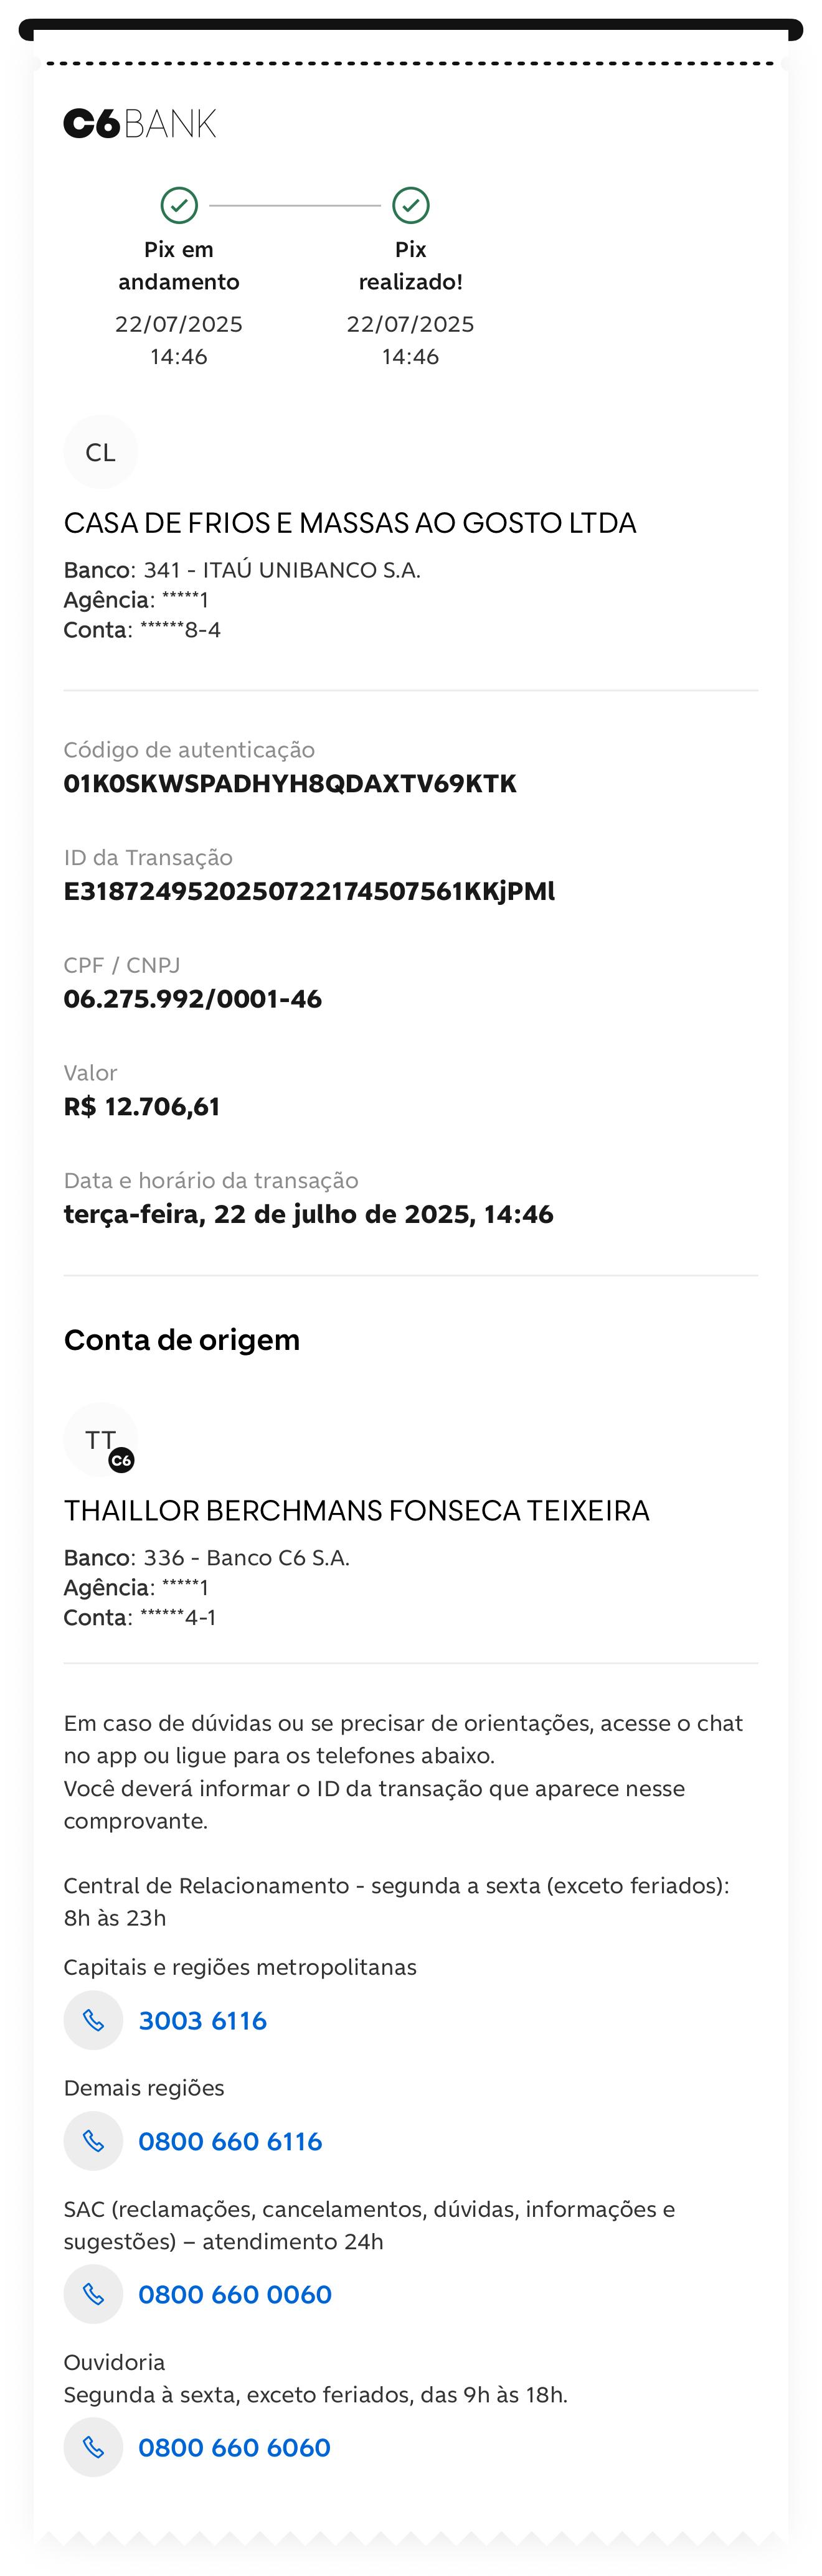 C6BANK
Pix em
andamento
22/07/2025
14:46
Pix
realizado!
22/07/2025
14:46
CL
CASA DE FRIOS E MASSAS AO GOSTO LTDA
Banco: 341 - ITAÚ UNIBANCO S.A.
Agência: *****1
Conta: ******8-4
Código de autenticação
01K0SKWSPADHYH8QDAXTV69KTK
ID da Transação
E3187249520250722174507561KKjPMl
CPF / CNPJ
06.275.992/0001-46
Valor
R$ 12.706,61
Data e horário da transação
terça-feira, 22 de julho de 2025, 14:46
Conta de origem
TT
C6
THAILLOR BERCHMANS FONSECA TEIXEIRA
Banco: 336 - Banco C6 S.A.
Agência: *****1
Conta: ******4-1
Em caso de dúvidas ou se precisar de orientações, acesse o chat
no app ou ligue para os telefones abaixo.
Você deverá informar o ID da transação que aparece nesse
comprovante.
Central de Relacionamento - segunda a sexta (exceto feriados):
8h às 23h
Capitais e regiões metropolitanas
3003 6116
Demais regiões
0800 660 6116
SAC (reclamações, cancelamentos, dúvidas, informações e
sugestões) – atendimento 24h
0800 660 0060
Ouvidoria
Segunda à sexta, exceto feriados, das 9h às 18h.
0800 660 6060